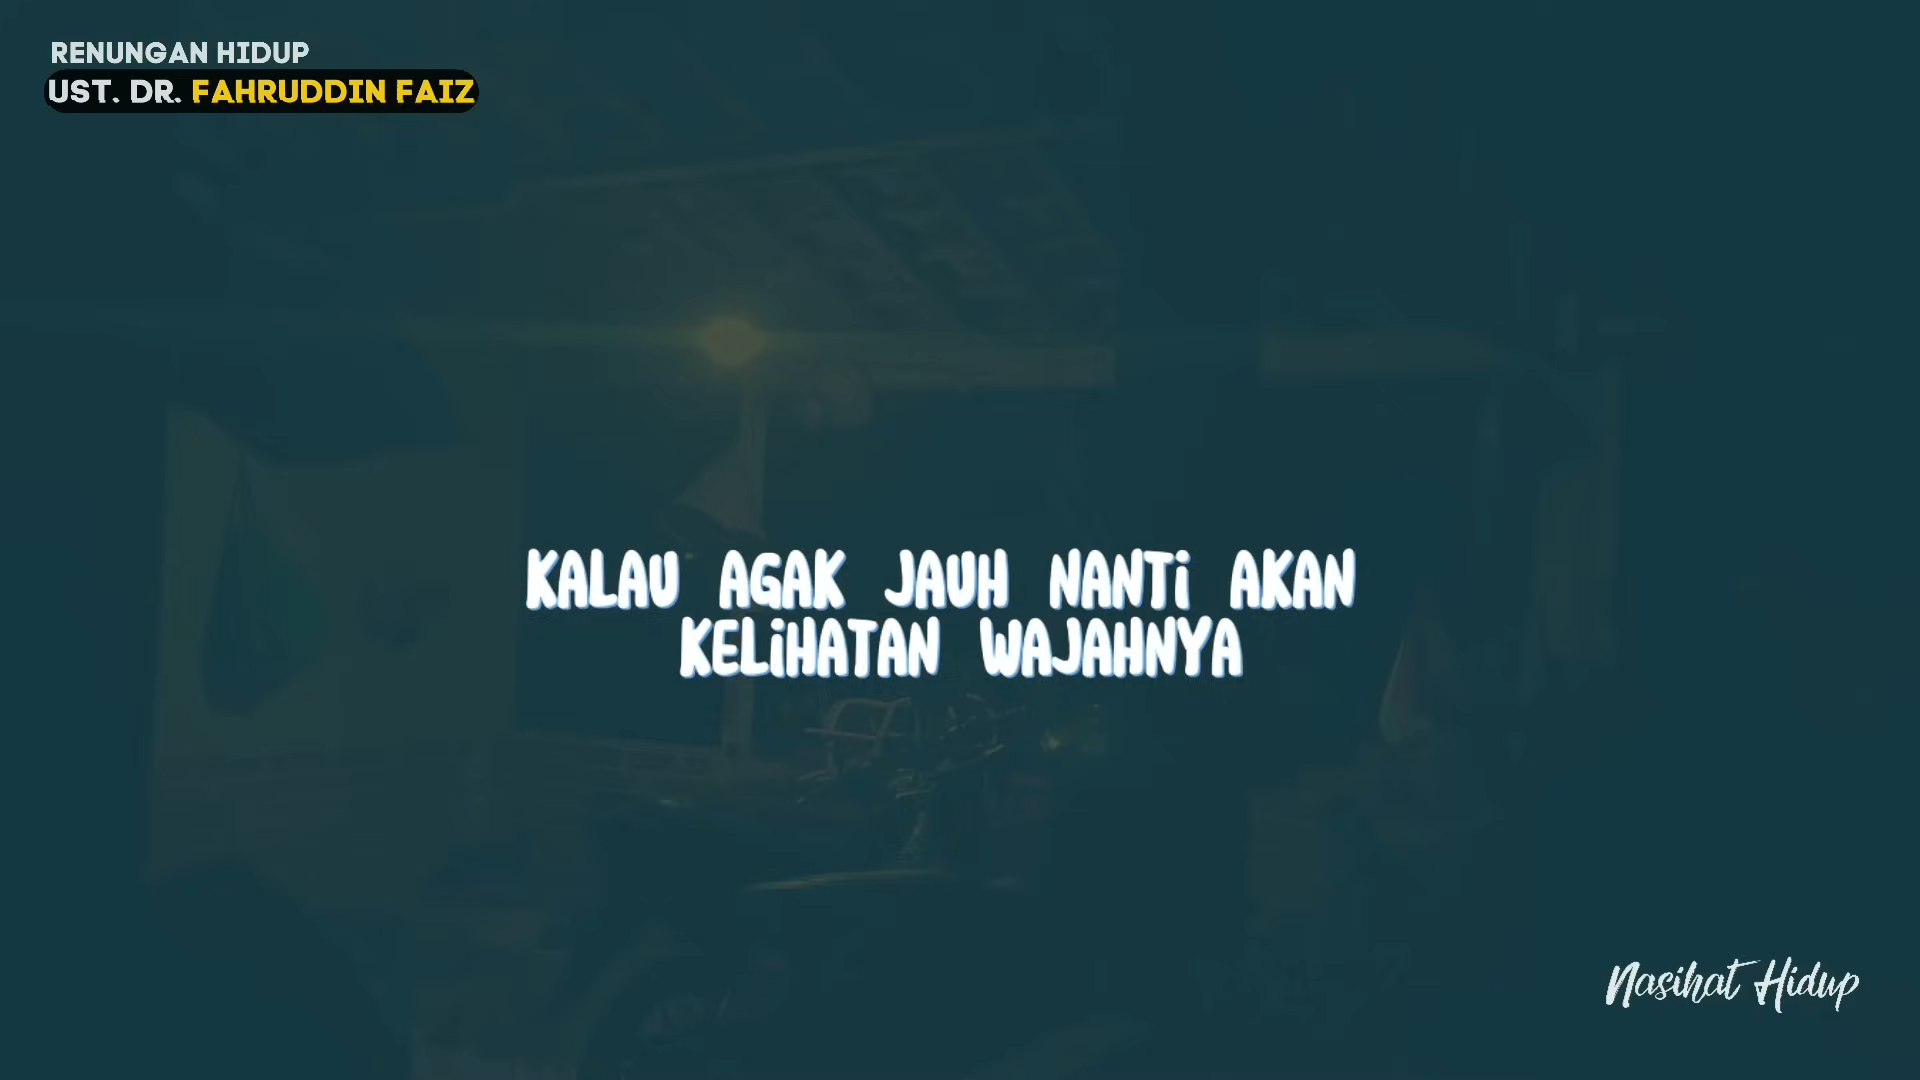 RENUNGAN HIDUP
UST. DR. FAHRUDDIN FAIZ
KALAU AGAK JAUH NANTi AKAN
KELiHATAN WAJAHNYA
Nasihat Hidup